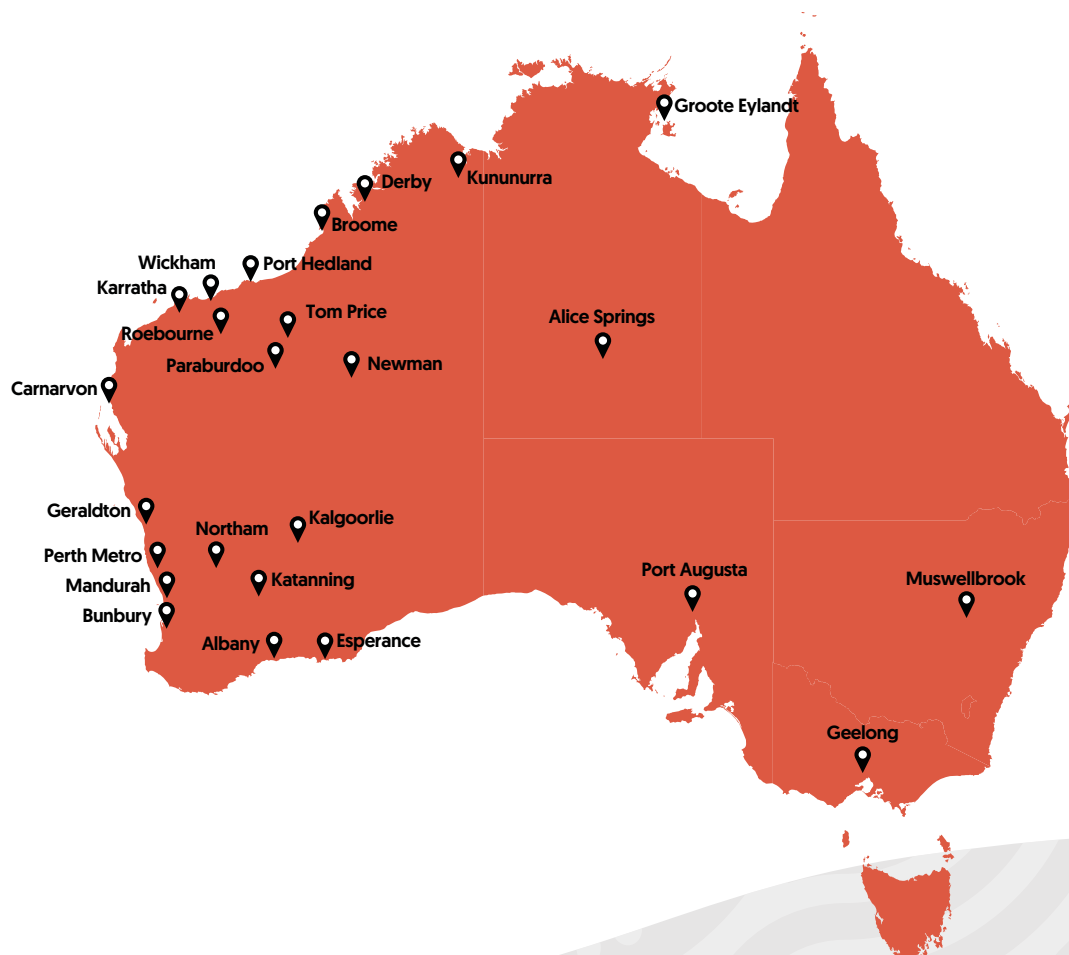 Groote Eylandt
Kununurra
Derby
Broome
Wickham
Port Hedland
Karratha
Tom Price
Roebourne
Alice Springs
Paraburdoo
Newman
Carnarvon
Geraldton
Kalgoorlie
Northam
Perth Metro
Katanning
Mandurah
Bunbury
Port Augusta
Muswellbrook
Albany
Esperance
Geelong